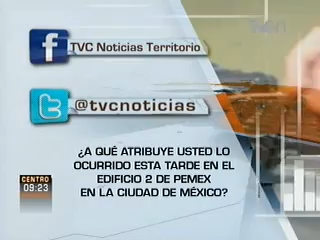 TVC Noticias Territorio
@tvcnoticias
¿A QUÉ ATRIBUYE USTED LO
OCURRIDO ESTA TARDE EN EL
EDIFICIO 2 DE PEMEX
EN LA CIUDAD DE MÉXICO?
CENTRO
09:23